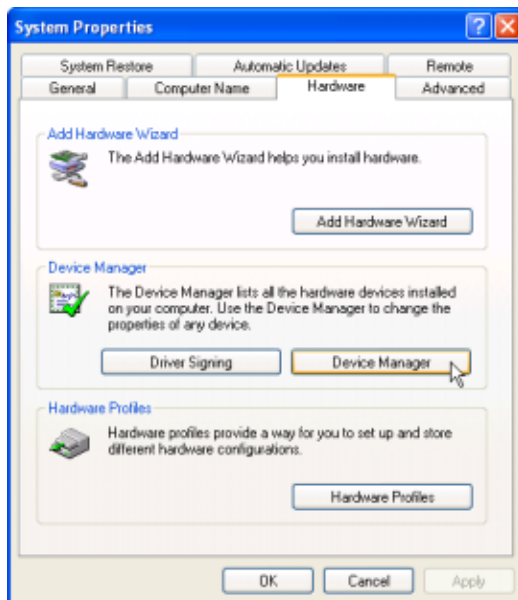 System Properties
System Restore Automatic Updates Remote
General Computer Name Hardware Advanced
Add Hardware Wizard
The Add Hardware Wizard helps you install hardware.
Add Hardware Wizard
Device Manager
The Device Manager lists all the hardware devices installed
on your computer. Use the Device Manager to change the
properties of any device.
Driver Signing Device Manager
Hardware Profiles
Hardware profiles provide a way for you to set up and store
different hardware configurations.
Hardware Profiles
OK Cancel Apply